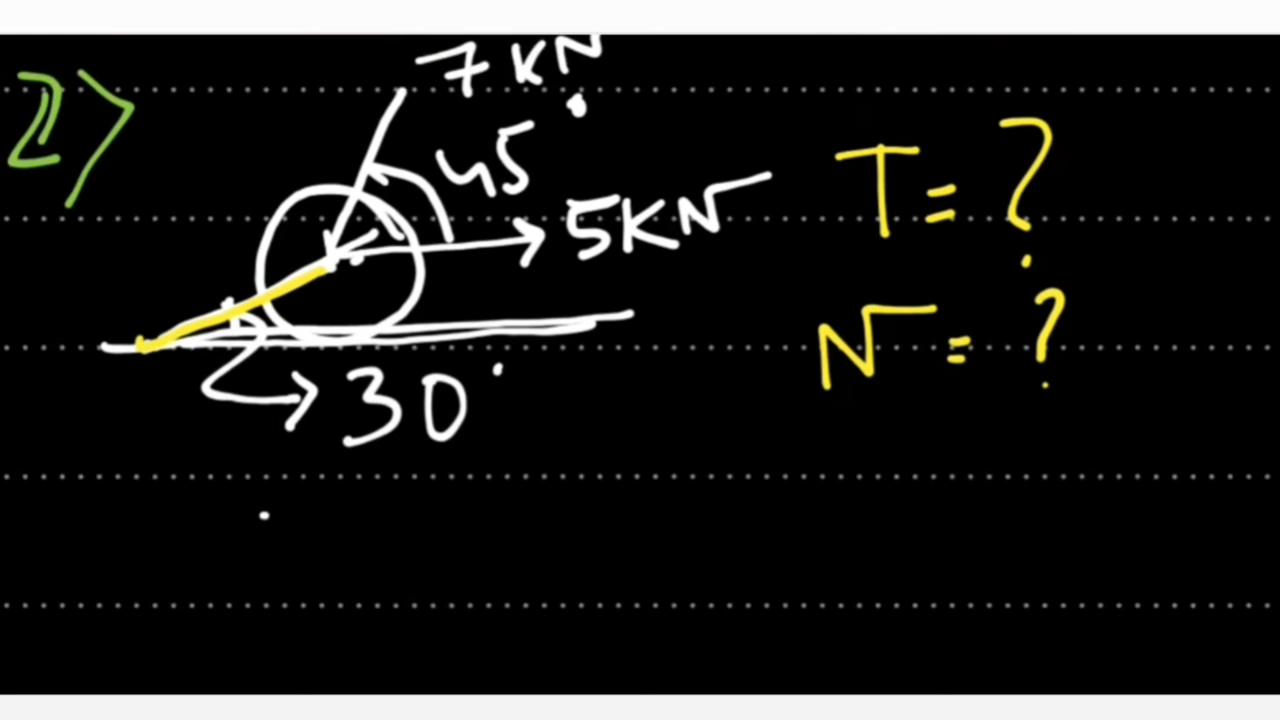 2)
7 KN
45°
5KN
T = ?
N = ?
30°